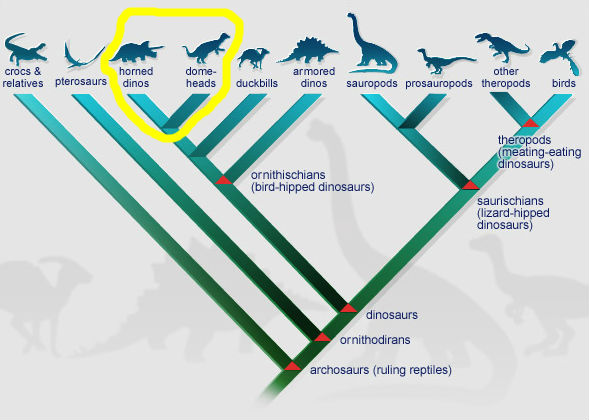 crocs &
relatives
pterosaurs
horned
dinos
dome-
heads
duckbills
armored
dinos
sauropods
prosauropods
other
theropods
birds
theropods
(meating-eating
dinosaurs)
ornithischians
(bird-hipped dinosaurs)
saurischians
(lizard-hipped
dinosaurs)
dinosaurs
ornithodirans
archosaurs (ruling reptiles)